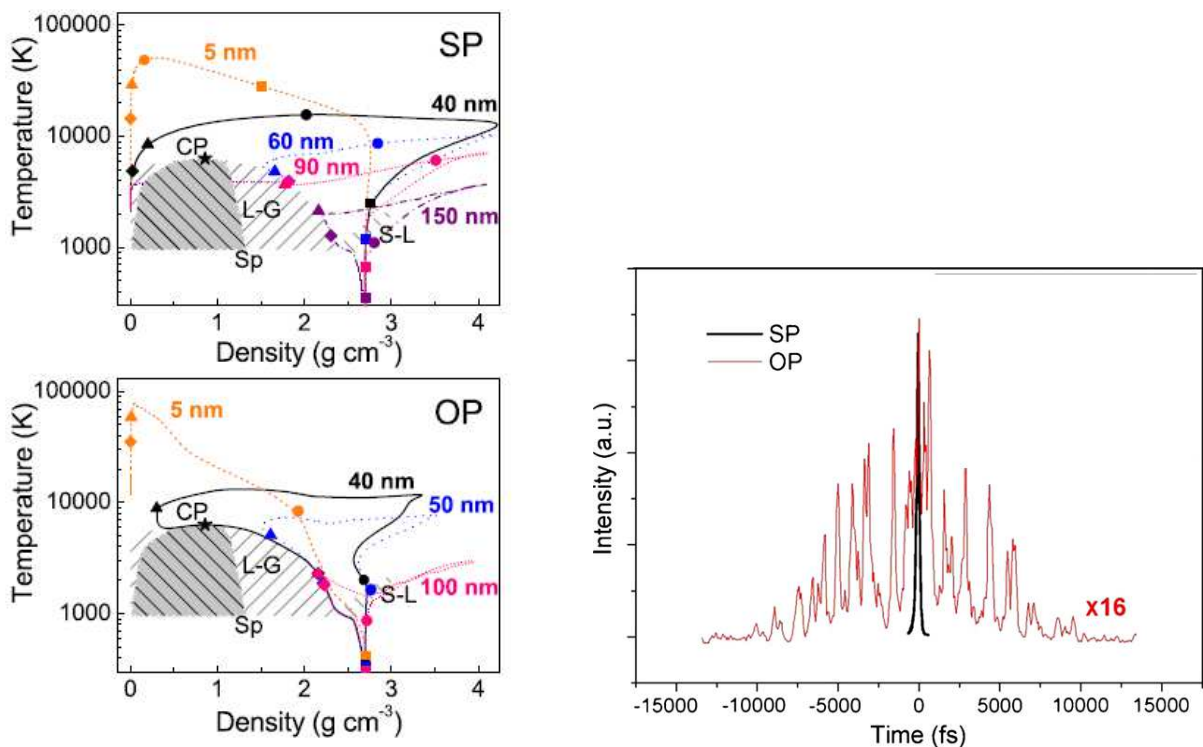 100000
10000
1000
Temperature (K)
SP
5 nm
40 nm
CP
60 nm
90 nm
L-G
150 nm
S-L
Sp
0 1 2 3 4
Density (g cm⁻³)
100000
10000
1000
Temperature (K)
OP
5 nm
40 nm
CP
50 nm
L-G
S-L
100 nm
Sp
0 1 2 3 4
Density (g cm⁻³)
Intensity (a.u.)
SP
OP
x16
-15000 -10000 -5000 0 5000 10000 15000
Time (fs)